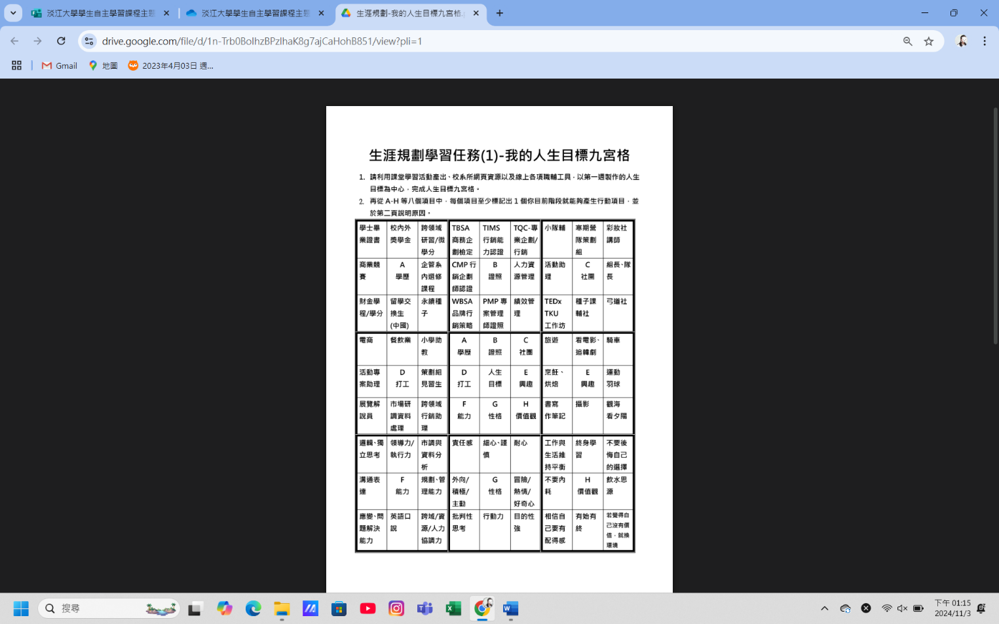 淡江大學學生自主學習課程主題
淡江大學學生自主學習課程主題
生涯規劃-我的人生目標九宮格.
drive.google.com/file/d/1n-Trb0BolhzBPzlhaK8g7ajCaHohB851/view?pli=1
Gmail
地圖
2023年4月03日 週...
生涯規劃學習任務(1)-我的人生目標九宮格
1. 請利用課堂學習活動產出、校系所網頁資源以及線上各項職輔工具，以第一週製作的人生
目標為中心，完成人生目標九宮格。
2. 再從 A-H 等八個項目中，每個項目至少標記出 1 個你目前階段就能夠產生行動項目，並
於第二頁說明原因。
學士畢 校內外 跨領域 TBSA TIMS TQC-專 小隊輔 寒期營 彩妝社
業證書 獎學金 研習/微 商務企 行銷能 業企劃/ 隊策劃 講師
學分 劃檢定 力認證 行銷 組
商業競 A 企管系 CMP 行 B 人力資 活動助 C 組長、隊
賽 學歷 內選修 銷企劃 證照 源管理 理 社團 長
課程 師認證
財金學 留學交 永續種 WBSA PMP 專 績效管 TEDx 種子課 弓道社
程/學分 換生 子 品牌行 案管理 理 TKU 輔社
(中國) 銷策略 師證照 工作坊
電商 餐飲業 小學助 A B C 旅遊 看電影、 騎車
教 學歷 證照 社團 追韓劇
活動專 D 策劃組 D 人生 E 烹飪、 E 運動
案助理 打工 見習生 打工 目標 興趣 烘焙 興趣 羽球
展覽解 市場研 跨領域 F G H 書寫 攝影 觀海
說員 調資料 行銷助 能力 性格 價值觀 作筆記 看夕陽
處理 理
邏輯、獨 領導力/ 市調與 責任感 細心、謹 耐心 工作與 終身學 不要後
立思考 執行力 資料分 慎 生活維 習 悔自己
析 持平衡 的選擇
溝通表 F 規劃、管 外向/ G 冒險/ 不要內 H 飲水思
達 能力 理能力 積極/ 性格 熱情/ 耗 價值觀 源
主動 好奇心
應變、問 英語口 跨域/資 批判性 行動力 目的性 相信自 有始有 若覺得自
題解決 說 源/人力 思考 強 己要有 終 己沒有價
能力 協調力 配得感 值，就換
環境
搜尋
下午 01:15
2024/11/3